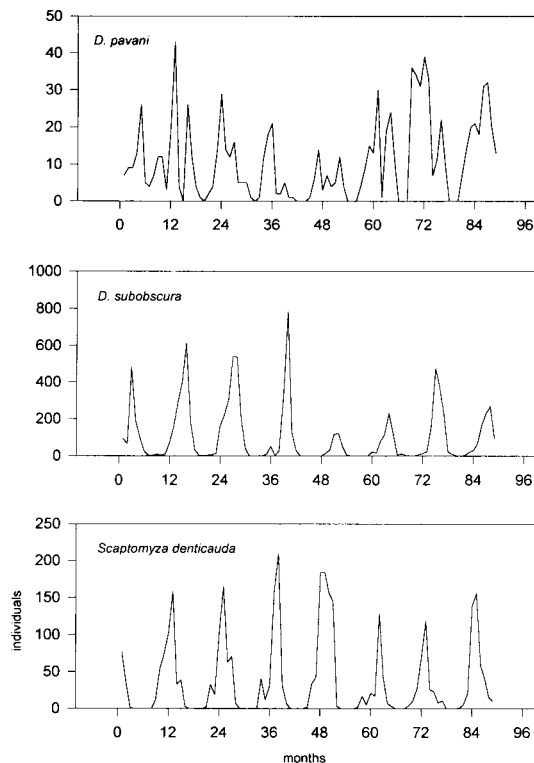 50
40
30
20
10
0
D. pavani
0 12 24 36 48 60 72 84 96
1000
800
600
400
200
0
D. subobscura
0 12 24 36 48 60 72 84 96
250
200
150
100
50
0
individuals
Scaptomyza denticauda
0 12 24 36 48 60 72 84 96
months